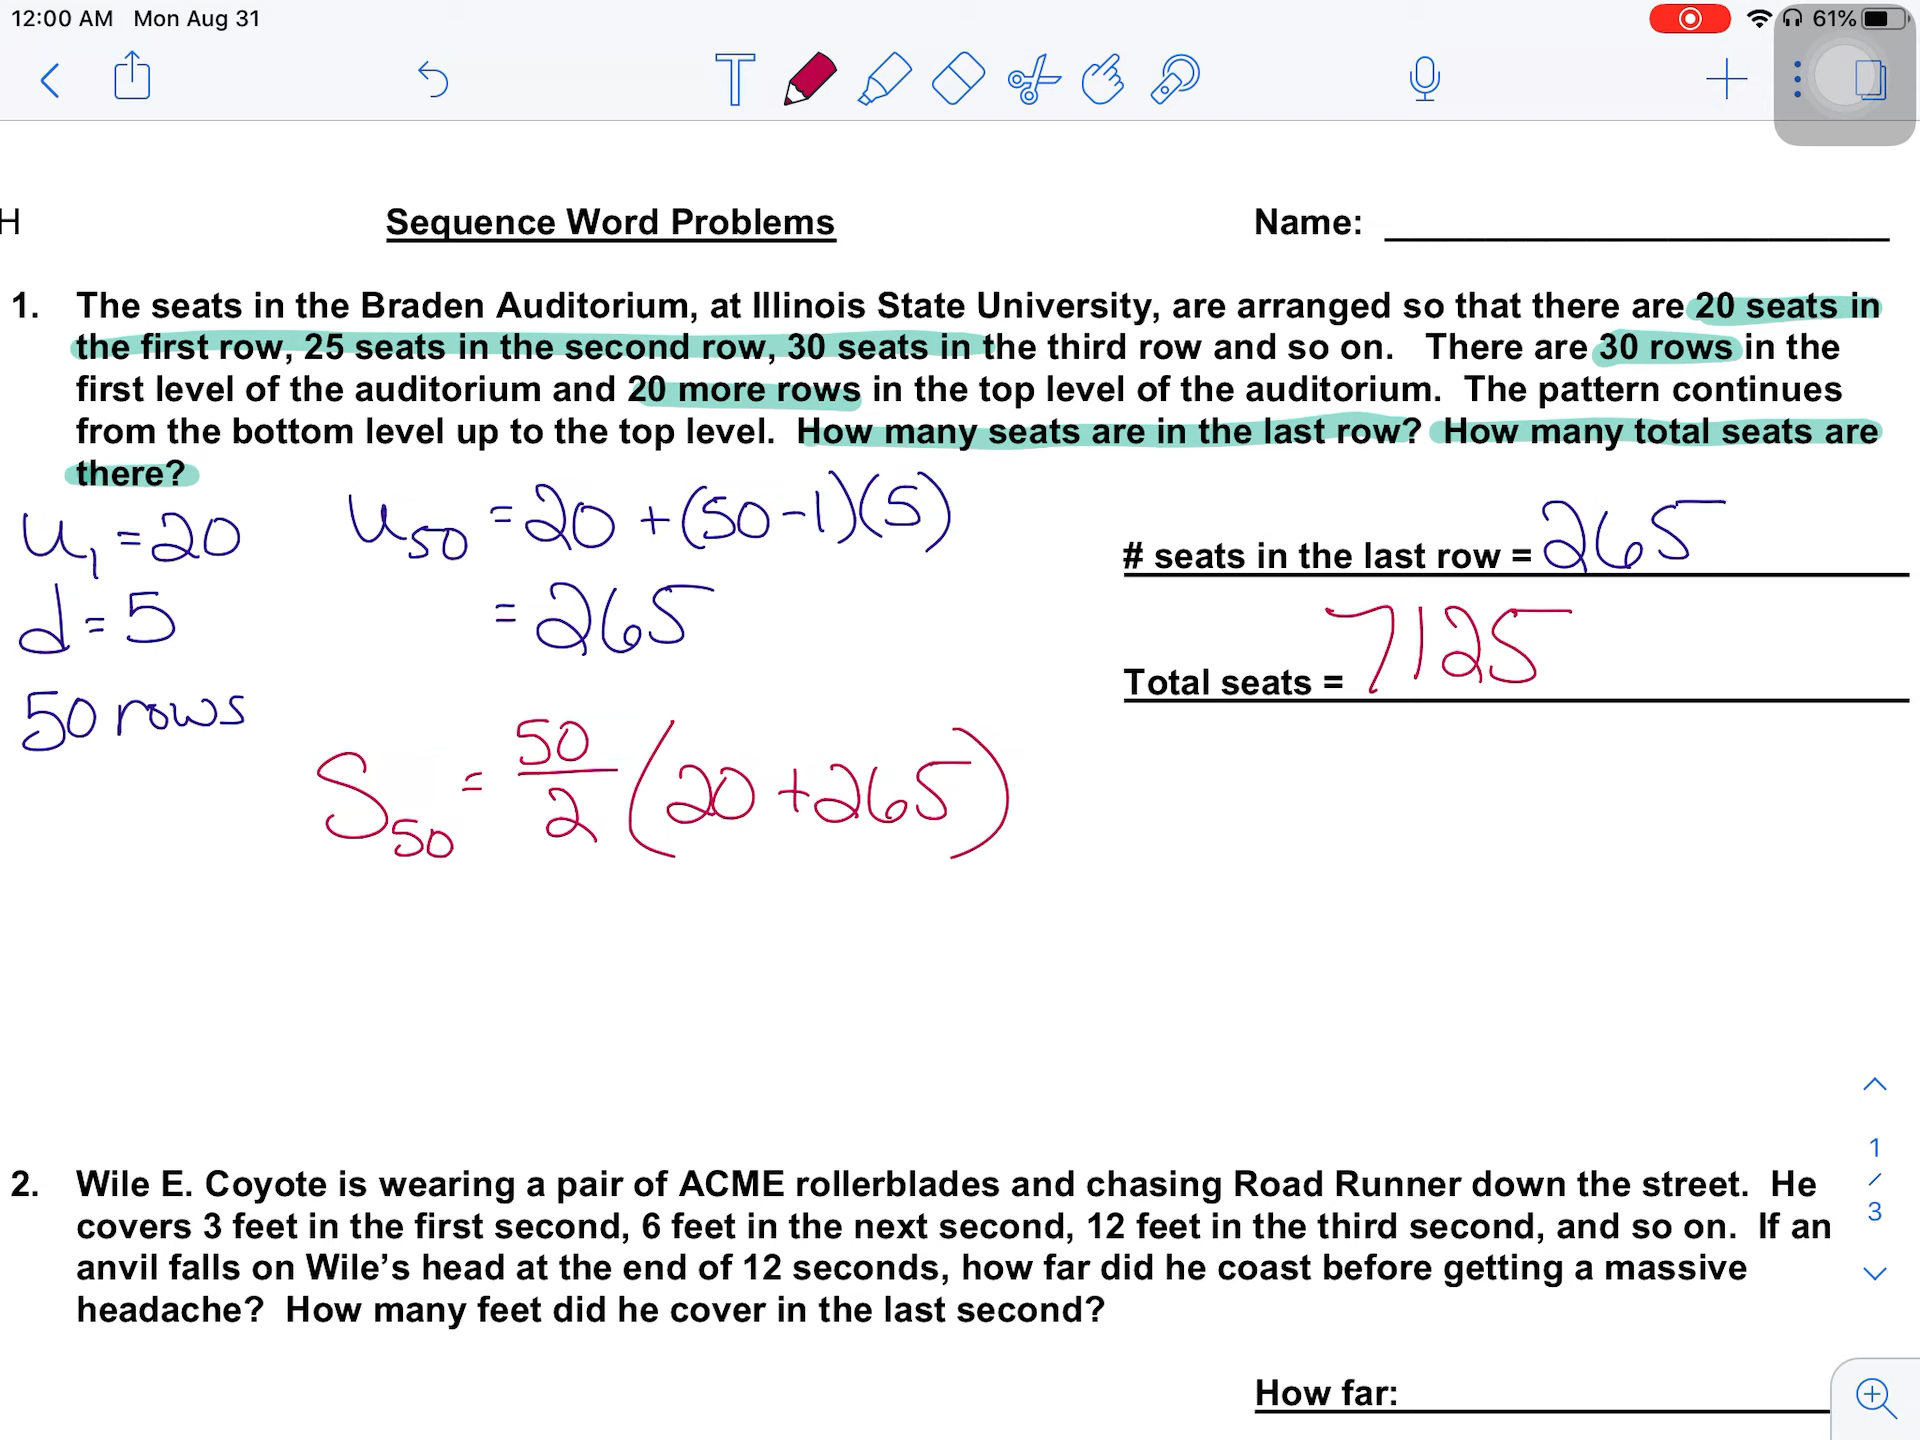 12:00 AM Mon Aug 31
61%
H
Sequence Word Problems
Name:
1. The seats in the Braden Auditorium, at Illinois State University, are arranged so that there are 20 seats in
the first row, 25 seats in the second row, 30 seats in the third row and so on. There are 30 rows in the
first level of the auditorium and 20 more rows in the top level of the auditorium. The pattern continues
from the bottom level up to the top level. How many seats are in the last row? How many total seats are
there?
u₁ = 20
d = 5
50 rows
u₅₀ = 20 + (50-1)(5)
= 265
S₅₀ = 50/2 (20 + 265)
# seats in the last row = 265
Total seats = 7125
2. Wile E. Coyote is wearing a pair of ACME rollerblades and chasing Road Runner down the street. He
covers 3 feet in the first second, 6 feet in the next second, 12 feet in the third second, and so on. If an
anvil falls on Wile’s head at the end of 12 seconds, how far did he coast before getting a massive
headache? How many feet did he cover in the last second?
1
/
3
How far: